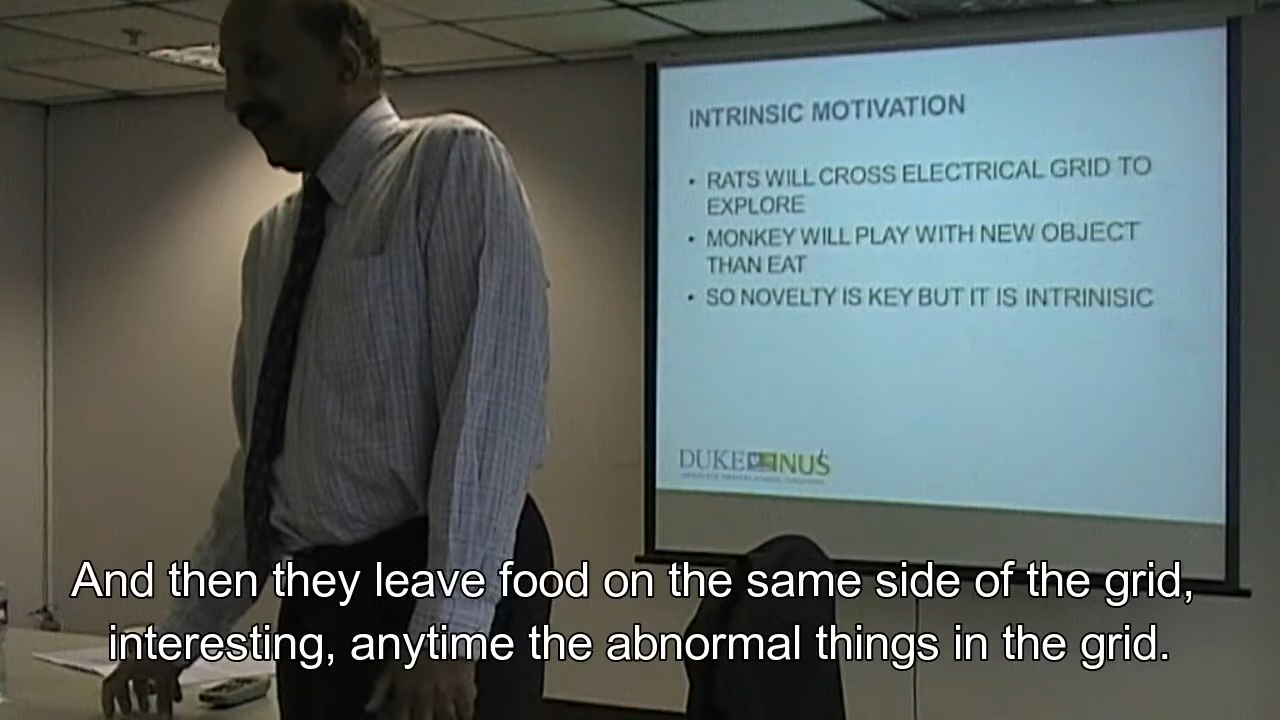 INTRINSIC MOTIVATION
• RATS WILL CROSS ELECTRICAL GRID TO
EXPLORE
• MONKEY WILL PLAY WITH NEW OBJECT
THAN EAT
• SO NOVELTY IS KEY BUT IT IS INTRINISIC
DUKE NUS
And then they leave food on the same side of the grid,
interesting, anytime the abnormal things in the grid.